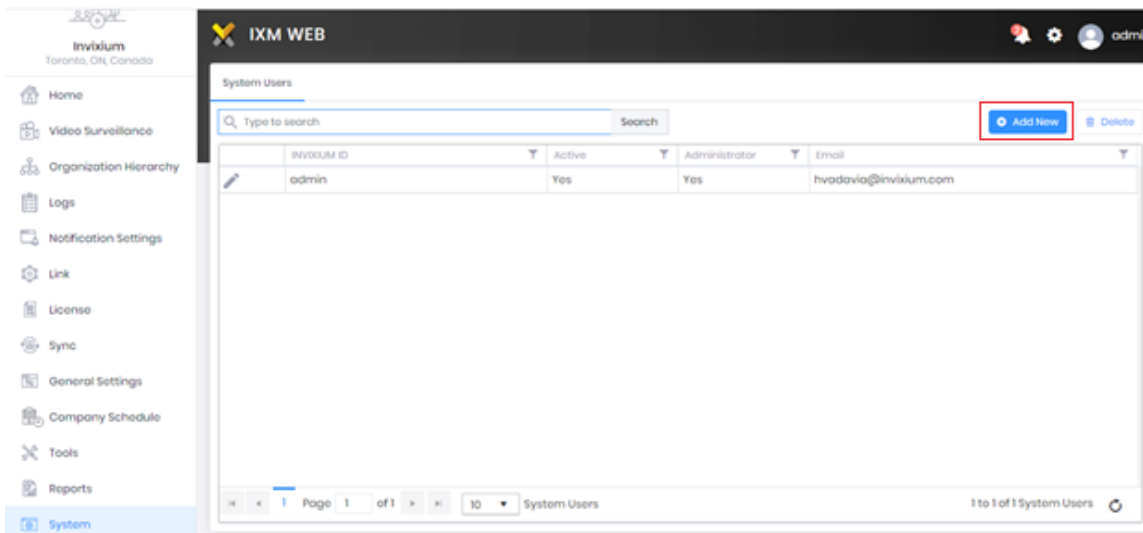 Invixium
Toronto, ON, Canada
Home
Video Surveillance
Organization Hierarchy
Logs
Notification Settings
Link
License
Sync
General Settings
Company Schedule
Tools
Reports
System
IXM WEB
admi
System Users
Type to search
Search
Add New
Delete
INVIXIUM ID Active Administrator Email
admin Yes Yes hvadavia@invixium.com
1 Page 1 of 1 10 System Users 1 to 1 of 1 System Users